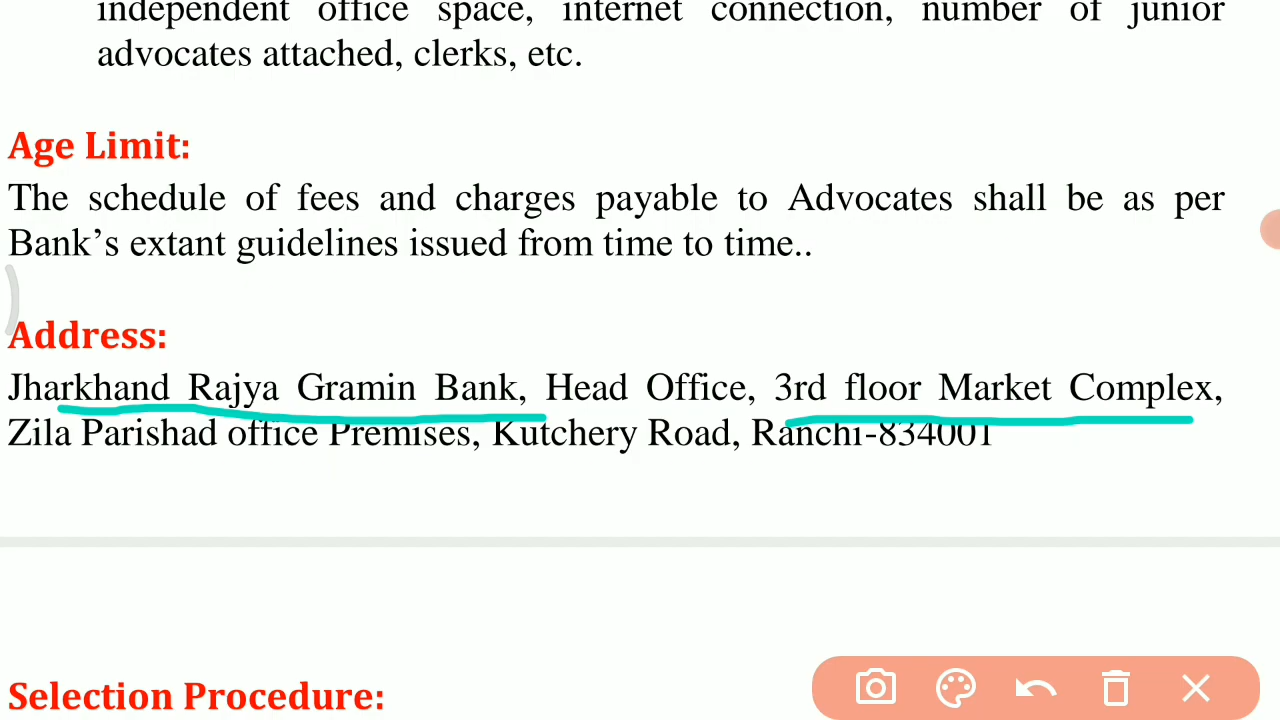 independent office space, internet connection, number of junior
advocates attached, clerks, etc.
Age Limit:
The schedule of fees and charges payable to Advocates shall be as per
Bank’s extant guidelines issued from time to time..
Address:
Jharkhand Rajya Gramin Bank, Head Office, 3rd floor Market Complex,
Zila Parishad office Premises, Kutchery Road, Ranchi-834001
Selection Procedure: